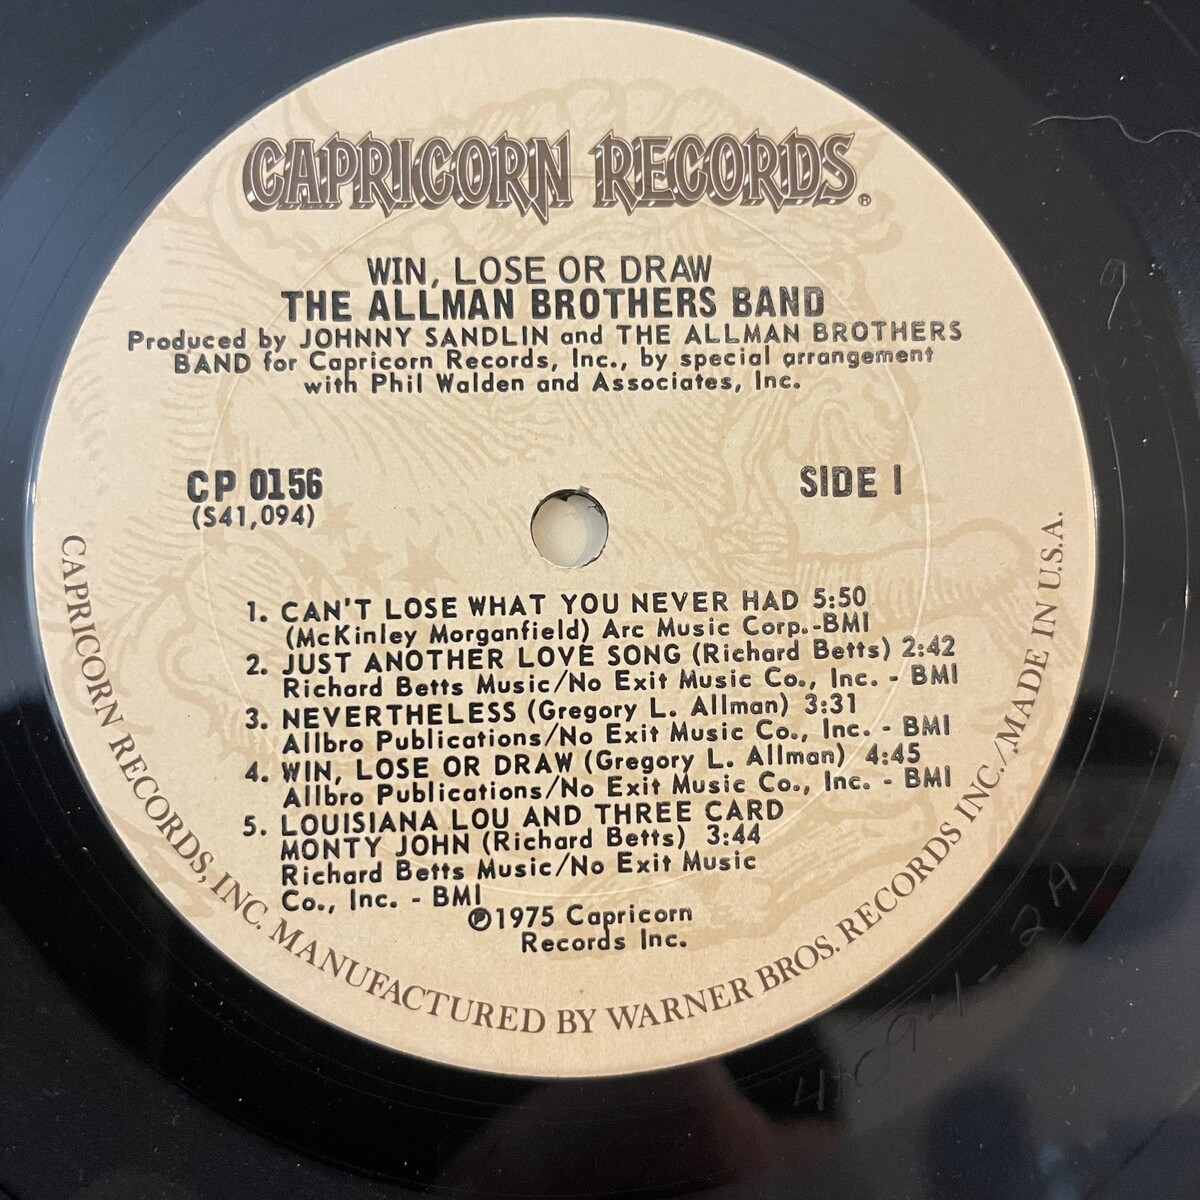 CAPRICORN RECORDS®
WIN, LOSE OR DRAW
THE ALLMAN BROTHERS BAND
Produced by JOHNNY SANDLIN and THE ALLMAN BROTHERS
BAND for Capricorn Records, Inc., by special arrangement
with Phil Walden and Associates, Inc.
CP 0156
(S41,094)
SIDE 1
1. CAN'T LOSE WHAT YOU NEVER HAD 5:50
(McKinley Morganfield) Arc Music Corp.-BMI
2. JUST ANOTHER LOVE SONG (Richard Betts) 2:42
Richard Betts Music/No Exit Music Co., Inc. - BMI
3. NEVERTHELESS (Gregory L. Allman) 3:31
Allbro Publications/No Exit Music Co., Inc. - BMI
4. WIN, LOSE OR DRAW (Gregory L. Allman) 4:45
Allbro Publications/No Exit Music Co., Inc. - BMI
5. LOUISIANA LOU AND THREE CARD
MONTY JOHN (Richard Betts) 3:44
Richard Betts Music/No Exit Music
Co., Inc. - BMI
℗1975 Capricorn
Records Inc.
CAPRICORN RECORDS, INC. MANUFACTURED BY WARNER BROS. RECORDS INC./MADE IN U.S.A.